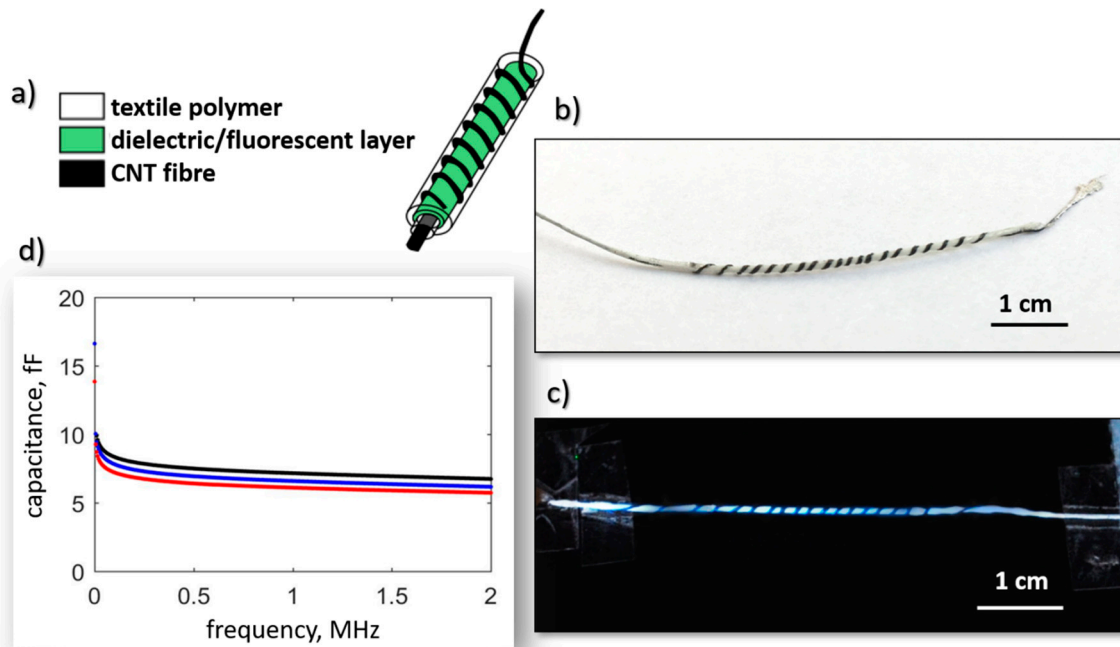 a)
textile polymer
dielectric/fluorescent layer
CNT fibre
b)
1 cm
c)
1 cm
d)
20
15
10
5
0
capacitance, fF
0
0.5
1
1.5
2
frequency, MHz